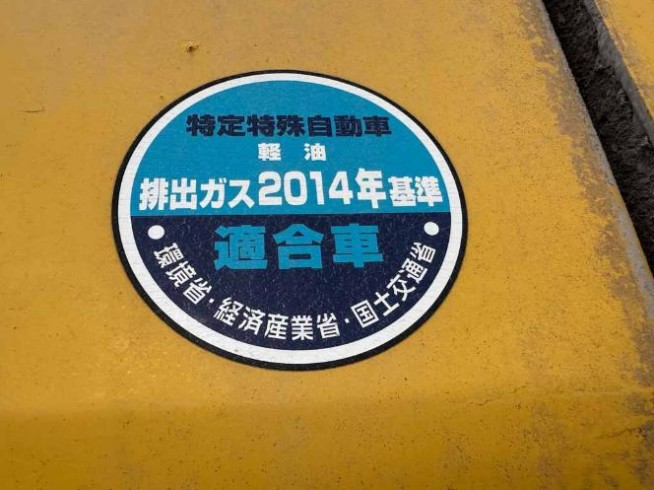 特定特殊自動車
軽油
排出ガス2014年基準
適合車
環境省・経済産業省・国土交通省